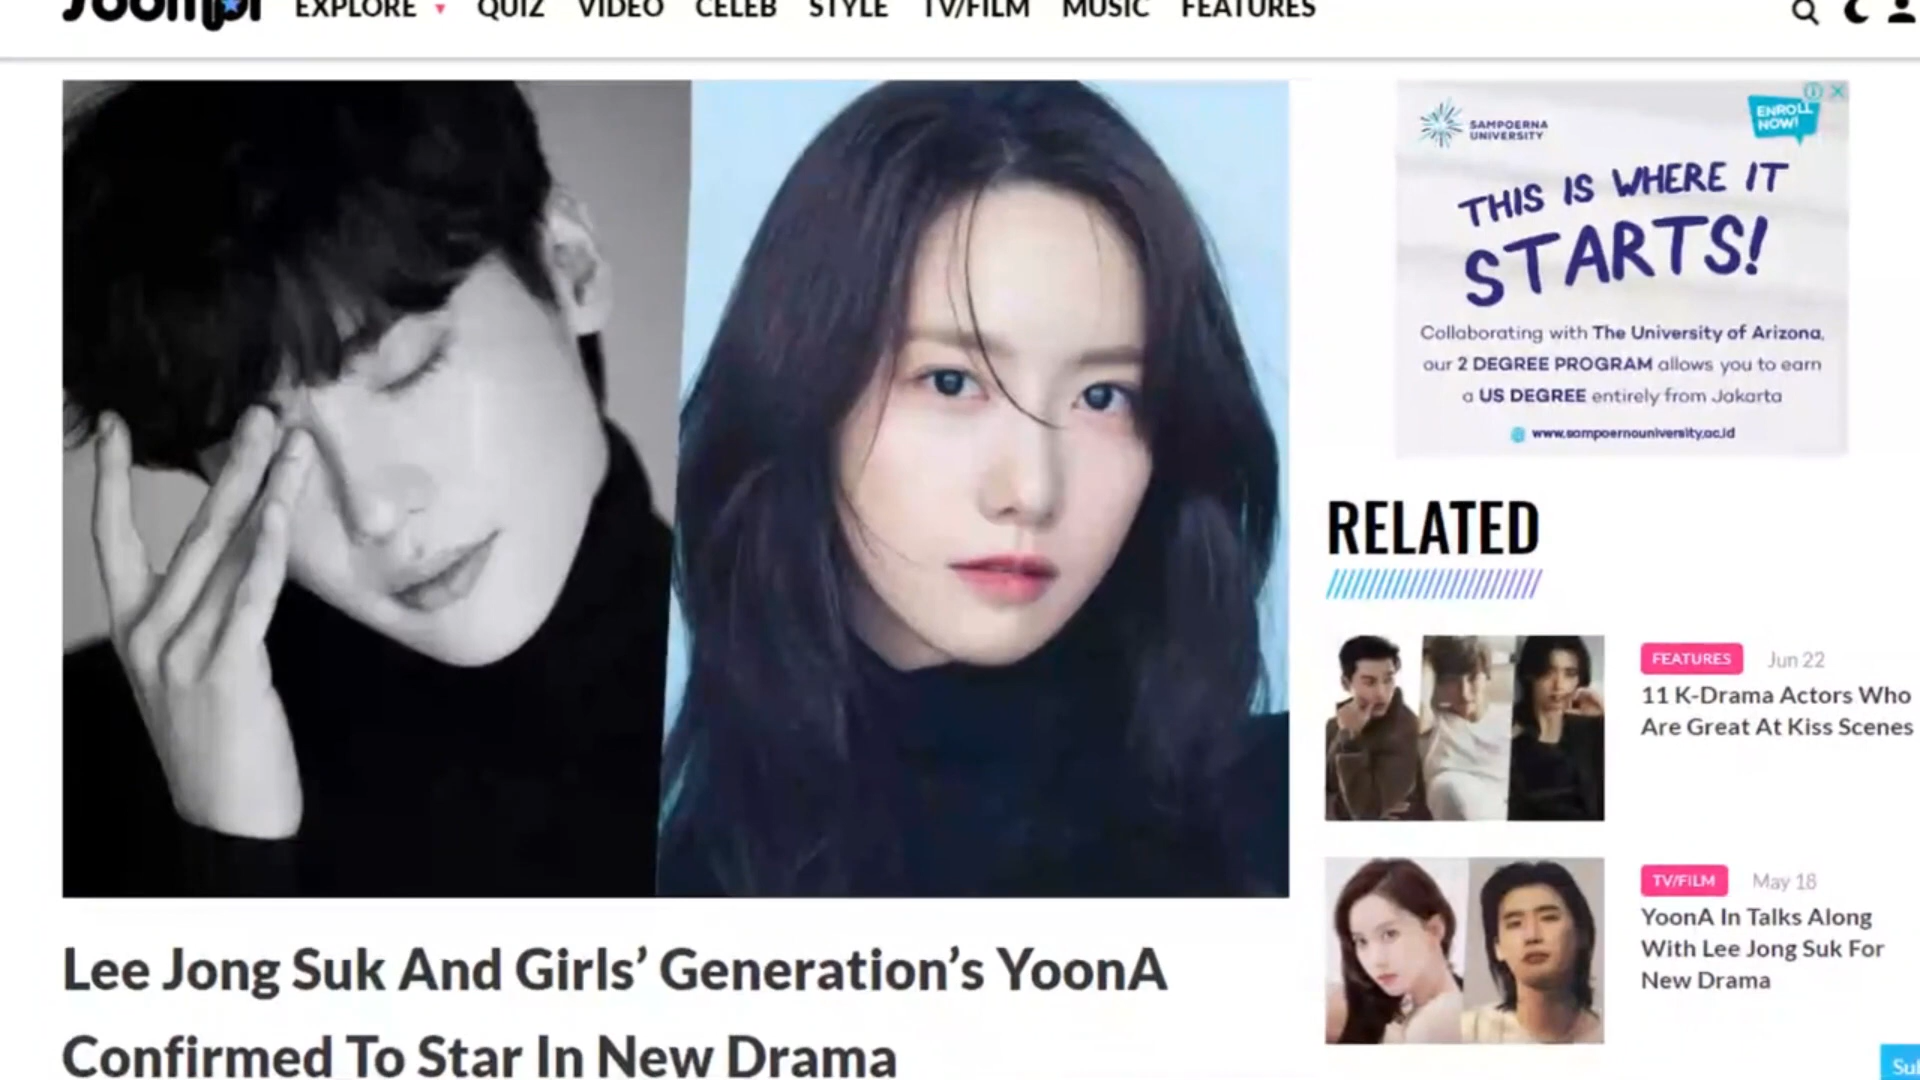 EXPLORE QUIZ VIDEO CELEB STYLE TV/FILM MUSIC FEATURES
SAMPOERNA
UNIVERSITY
ENROLL
NOW!
THIS IS WHERE IT
STARTS!
Collaborating with The University of Arizona,
our 2 DEGREE PROGRAM allows you to earn
a US DEGREE entirely from Jakarta
www.sampoernauniversity.ac.id
RELATED
FEATURES Jun 22
11 K-Drama Actors Who
Are Great At Kiss Scenes
TV/FILM May 18
YoonA In Talks Along
With Lee Jong Suk For
New Drama
Lee Jong Suk And Girls’ Generation’s YoonA
Confirmed To Star In New Drama